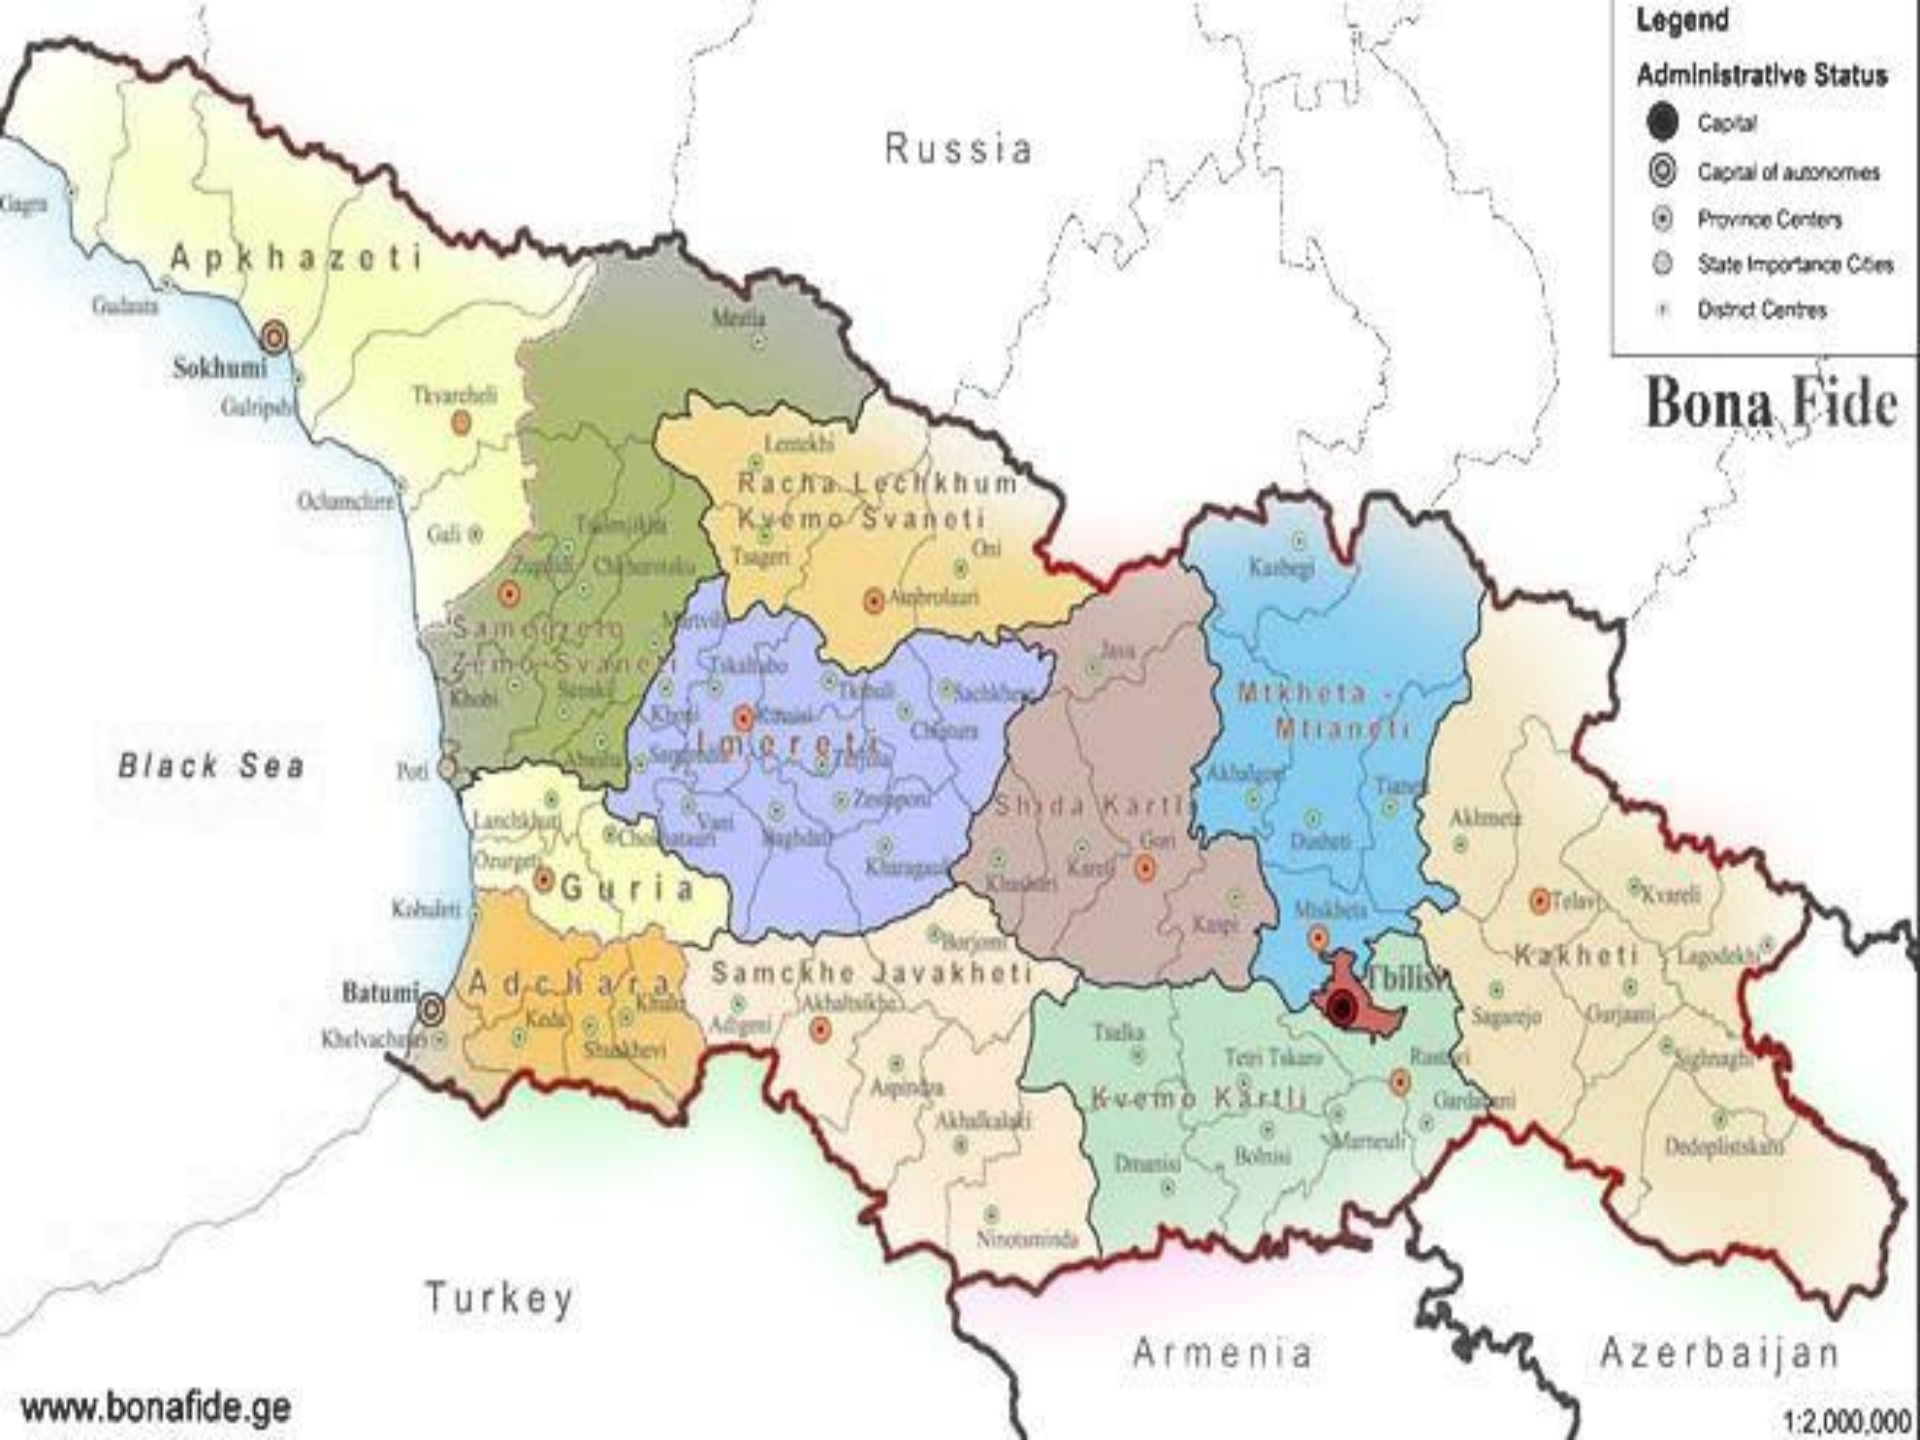 Legend
Administrative Status
Capital
Capital of autonomies
Province Centers
State Importance Cities
District Centres
Bona Fide
Russia
Gagra
Apkhazeti
Gudauta
Sokhumi
Gulripshi
Tkvarcheli
Ochamchire
Gali
Mestia
Lentekhi
Racha Lechkhum
Kvemo Svaneti
Tsageri
Oni
Ambrolauri
Zugdidi
Samegzelo
Zemo Svaneti
Martvili
Khobi
Senaki
Abasha
Poti
Black Sea
Tskaltubo
Tkibuli
Sachkhere
Khoni
Kutaisi
Chiatura
Imereti
Vani
Baghdati
Zestaponi
Kharagauli
Java
Shida Kartli
Gori
Kareli
Khashuri
Kaspi
Kazbegi
Mtkheta -
Mtianeti
Akhalgori
Dusheti
Mtskheta
Tbilisi
Akhmeta
Telavi
Kvareli
Kakheti
Lagodekhi
Sagarejo
Gurjaani
Sighnaghi
Dedoplistskaro
Lanchkhuti
Chokhatauri
Ozurgeti
Guria
Kobuleti
Batumi
Adchara
Keda
Khulo
Shuakhevi
Samckhe Javakheti
Borjomi
Adigeni
Akhaltsikhe
Aspindza
Akhalkalaki
Ninotsminda
Tsalka
Tetri Tskaro
Rustavi
Kvemo Kartli
Gardabani
Dmanisi
Bolnisi
Marneuli
Turkey
Armenia
Azerbaijan
www.bonafide.ge
1:2,000,000